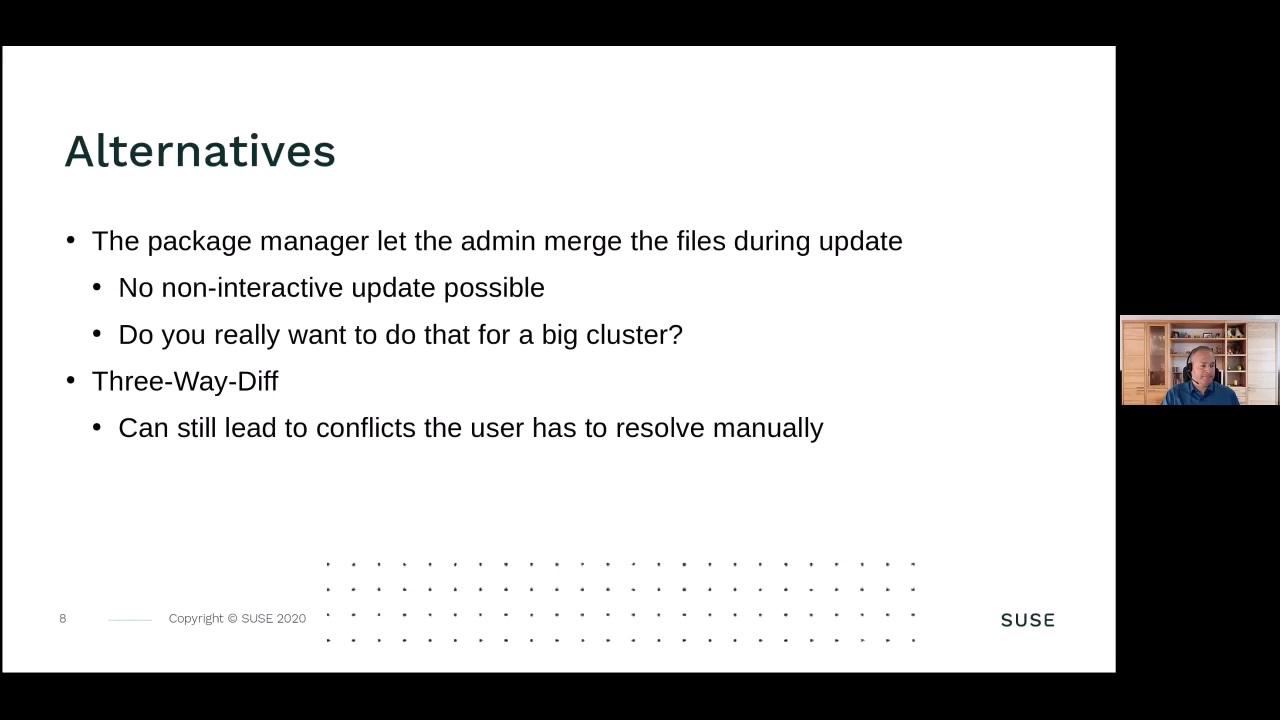 Alternatives
• The package manager let the admin merge the files during update
• No non-interactive update possible
• Do you really want to do that for a big cluster?
• Three-Way-Diff
• Can still lead to conflicts the user has to resolve manually
8
Copyright © SUSE 2020
SUSE